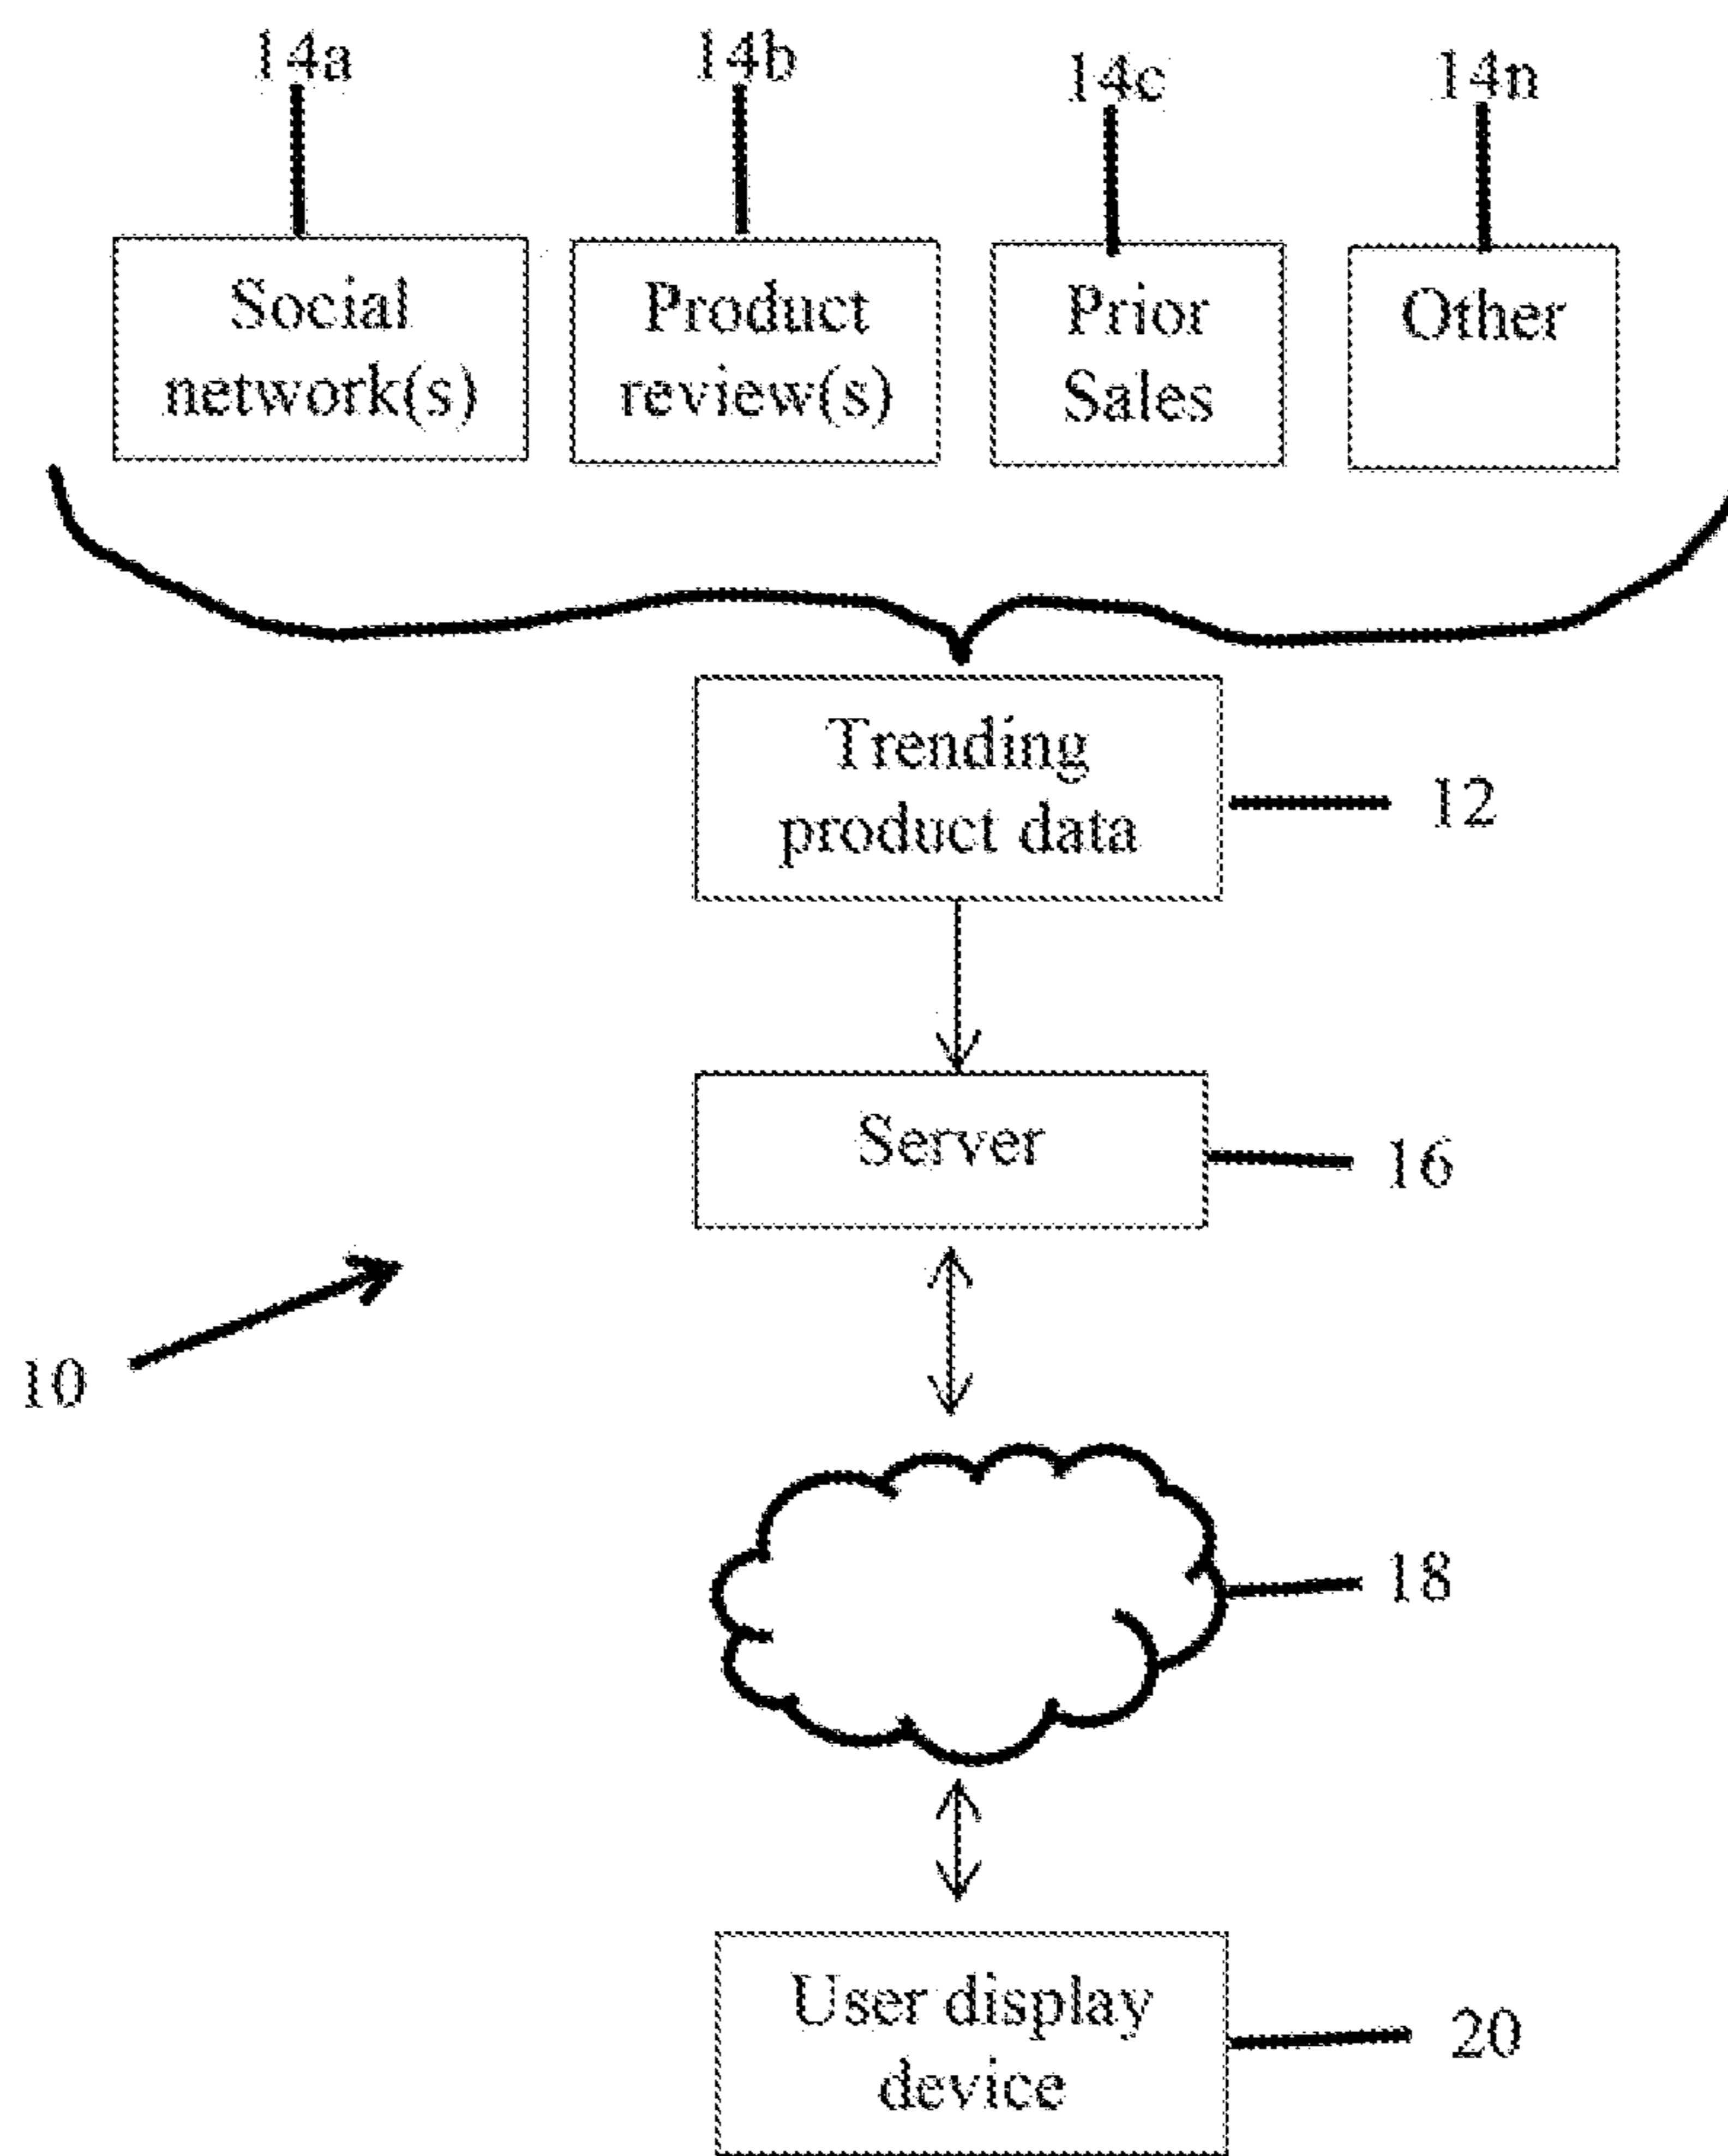 14a
14b
14c
14n
Social
network(s)
Product
review(s)
Prior
Sales
Other
Trending
product data
12
Server
16
10
18
User display
device
20